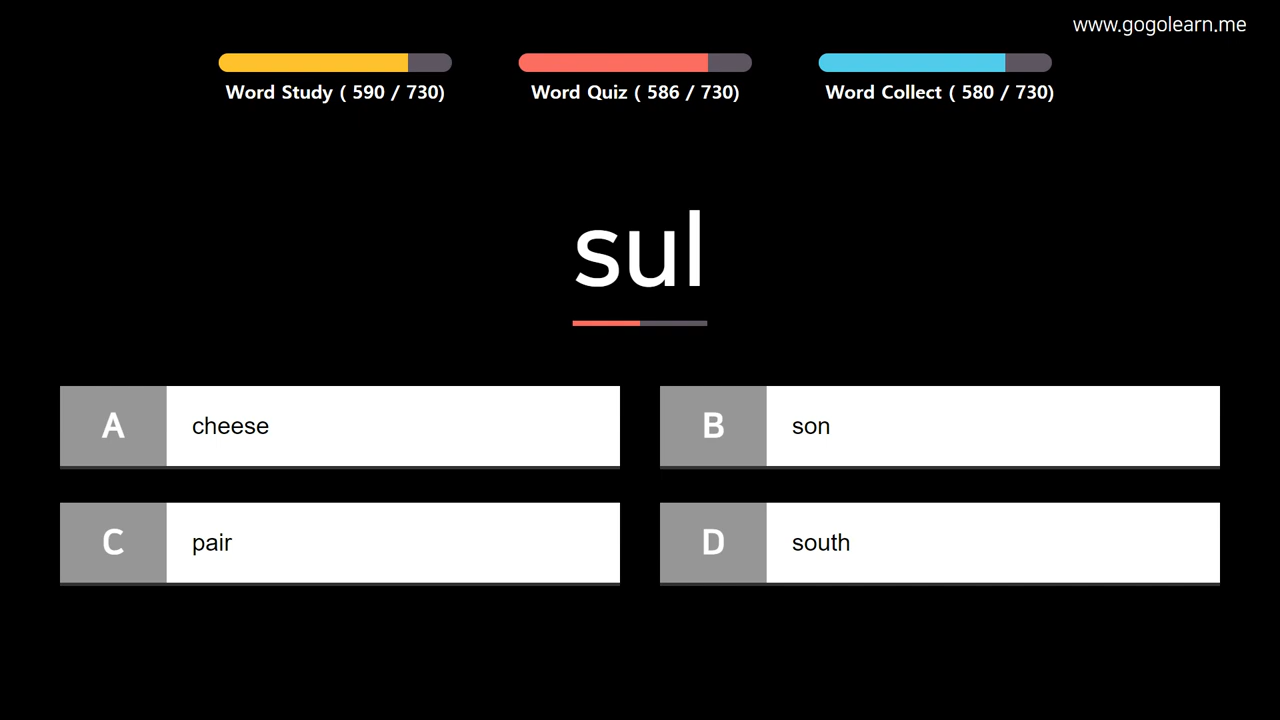 www.gogolearn.me
Word Study ( 590 / 730)
Word Quiz ( 586 / 730)
Word Collect ( 580 / 730)
sul
A cheese
B son
C pair
D south